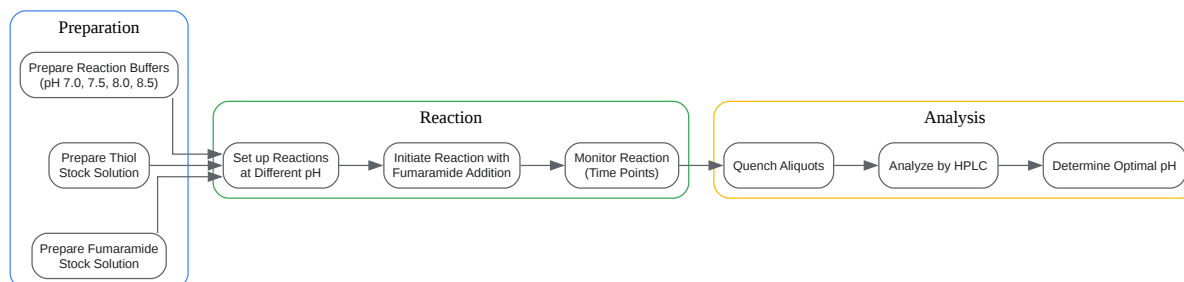 Preparation
Prepare Reaction Buffers
(pH 7.0, 7.5, 8.0, 8.5)
Prepare Thiol
Stock Solution
Prepare Fumaramide
Stock Solution
Reaction
Set up Reactions
at Different pH
Initiate Reaction with
Fumaramide Addition
Monitor Reaction
(Time Points)
Analysis
Quench Aliquots
Analyze by HPLC
Determine Optimal pH